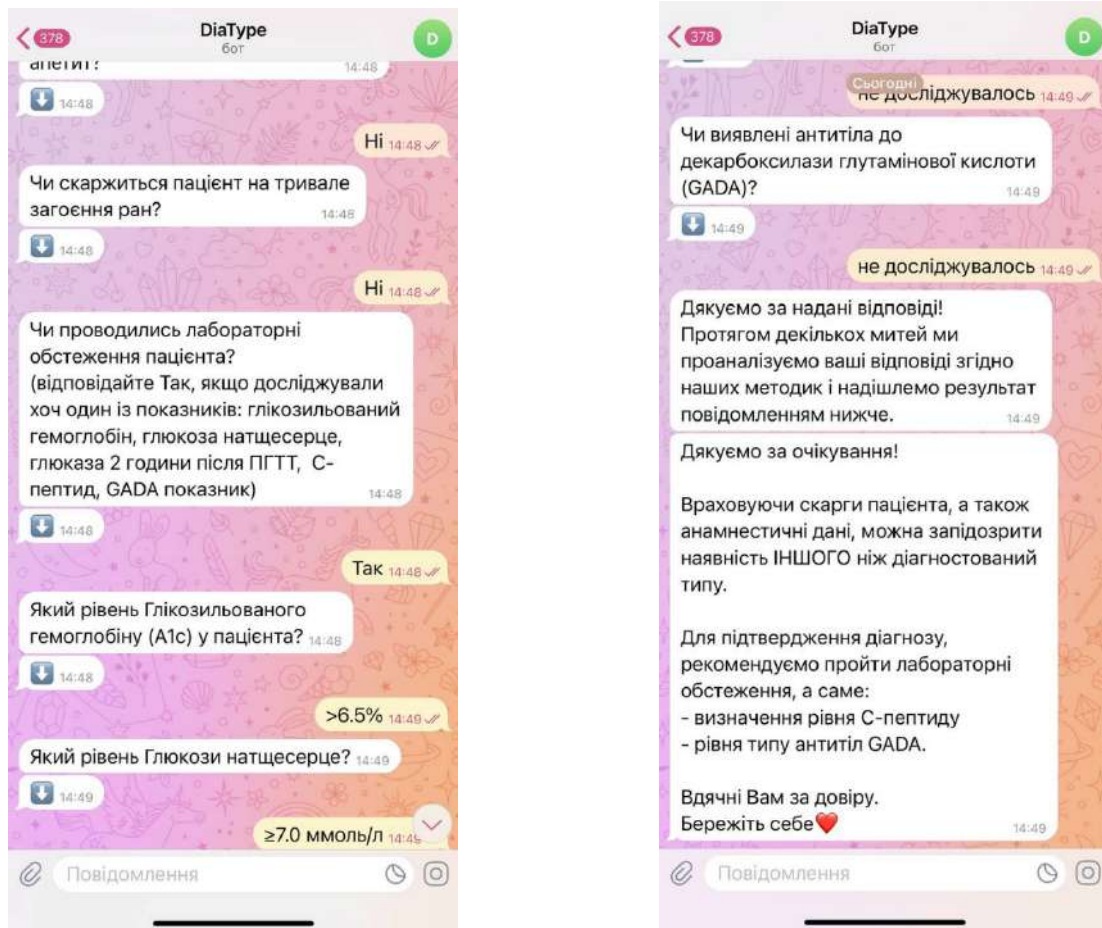 378
DiaType
бот
D
апетит?
14:48
14:48
Ні 14:48
Чи скаржиться пацієнт на тривале
загоєння ран?
14:48
14:48
Ні 14:48
Чи проводились лабораторні
обстеження пацієнта?
(відповідайте Так, якщо досліджували
хоч один із показників: глікозильований
гемоглобін, глюкоза натщесерце,
глюказа 2 години після ПГТТ, С-
пептид, GADA показник)
14:48
14:48
Так 14:48
Який рівень Глікозильованого
гемоглобіну (A1c) у пацієнта? 14:48
14:48
>6.5% 14:49
Який рівень Глюкози натщесерце? 14:49
14:49
≥7.0 ммоль/л 14:49
Повідомлення
378
DiaType
бот
D
Сьогодні
не досліджувалось 14:49
Чи виявлені антитіла до
декарбоксилази глутамінової кислоти
(GADA)?
14:49
14:49
не досліджувалось 14:49
Дякуємо за надані відповіді!
Протягом декількох митей ми
проаналізуємо ваші відповіді згідно
наших методик і надішлемо результат
повідомленням нижче.
14:49
Дякуємо за очікування!
Враховуючи скарги пацієнта, а також
анамнестичні дані, можна запідозрити
наявність ІНШОГО ніж діагностований
типу.
Для підтвердження діагнозу,
рекомендуємо пройти лабораторні
обстеження, а саме:
- визначення рівня С-пептиду
- рівня типу антитіл GADA.
Вдячні Вам за довіру.
Бережіть себе❤️
14:49
Повідомлення